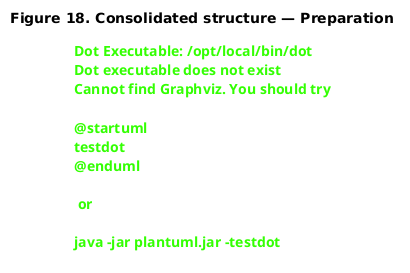 Figure 18. Consolidated structure — Preparation
Dot Executable: /opt/local/bin/dot
Dot executable does not exist
Cannot find Graphviz. You should try
@startuml
testdot
@enduml
or
java -jar plantuml.jar -testdot